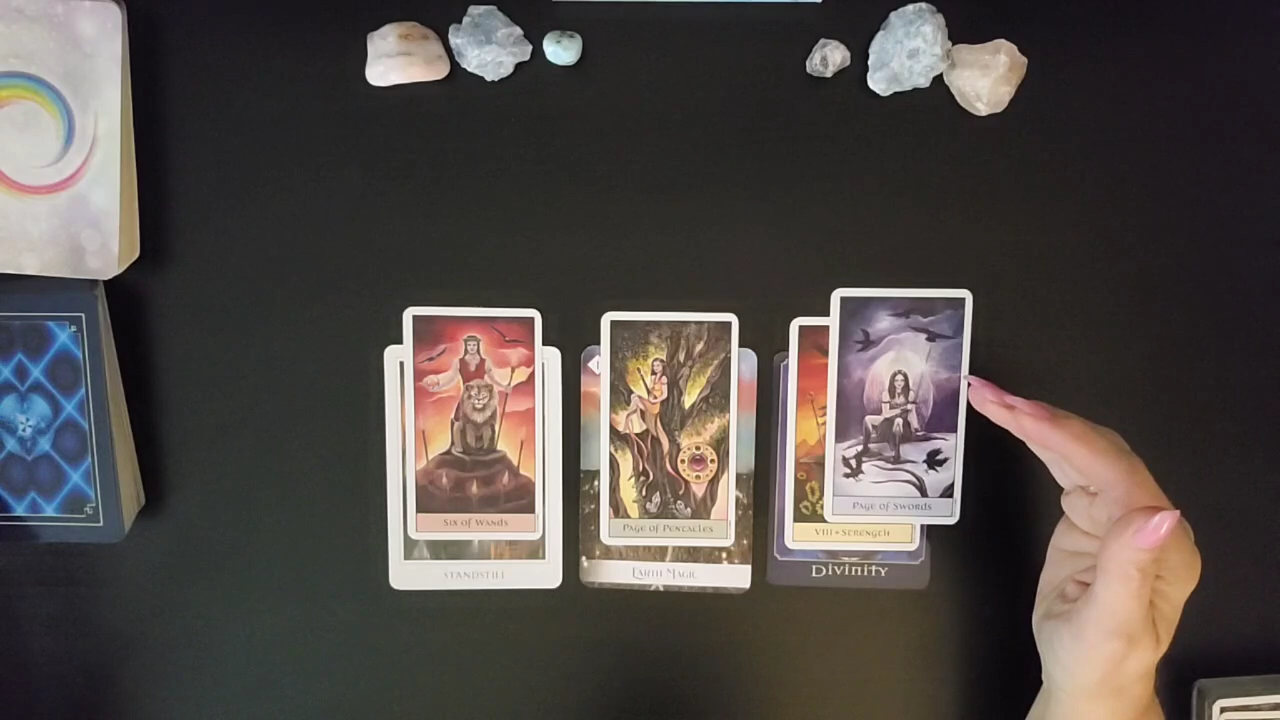 Six of Wands
STANDSTILL
Page of Pentacles
Earth Magic
Page of Swords
VIII • Strength
Divinity